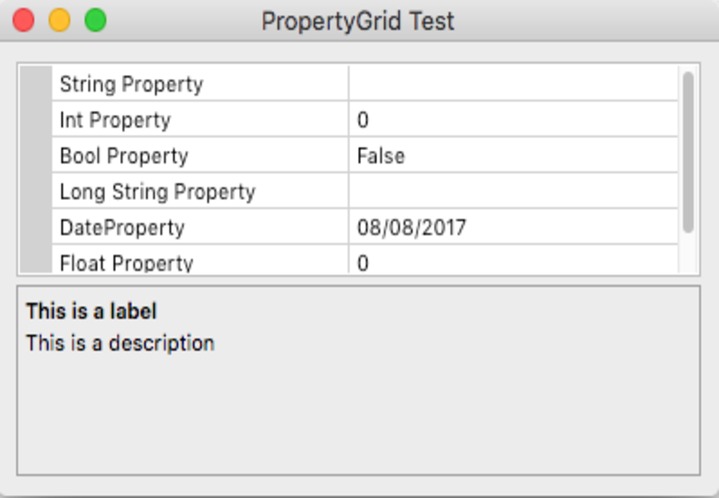 PropertyGrid Test
String Property
Int Property 0
Bool Property False
Long String Property
DateProperty 08/08/2017
Float Property 0
This is a label
This is a description